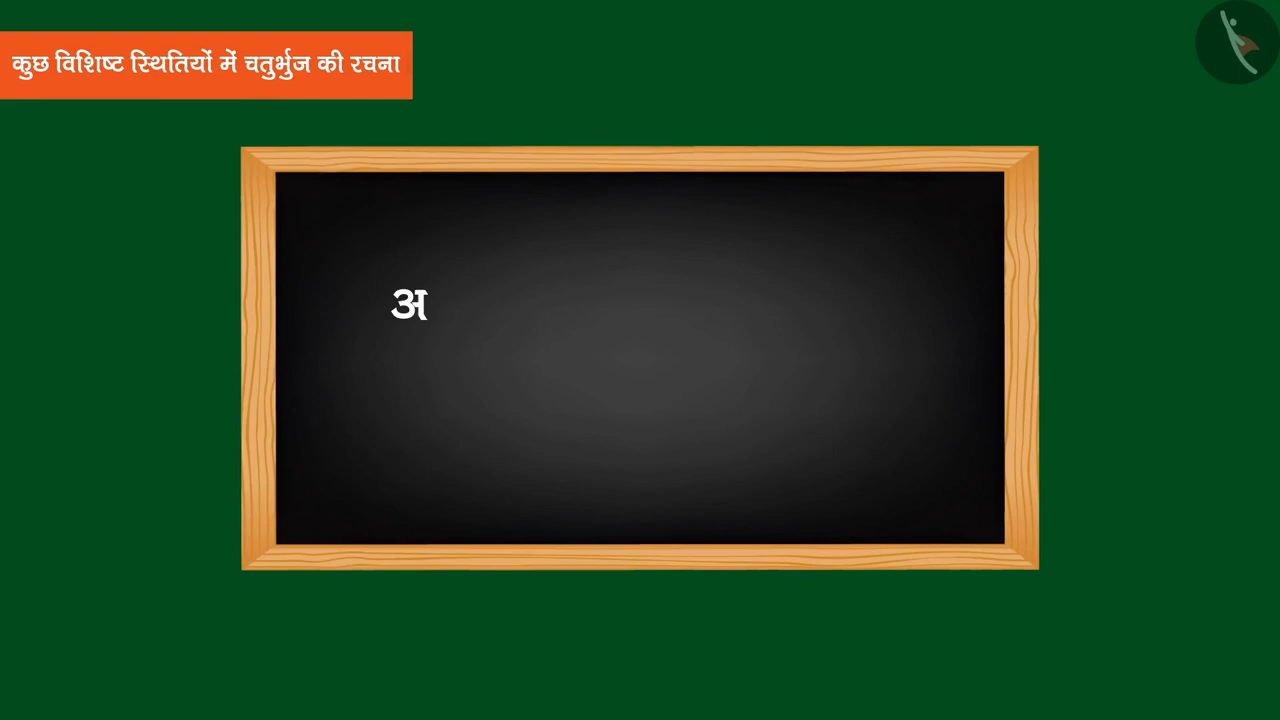 कुछ विशिष्ट स्थितियों में चतुर्भुज की रचना
अ